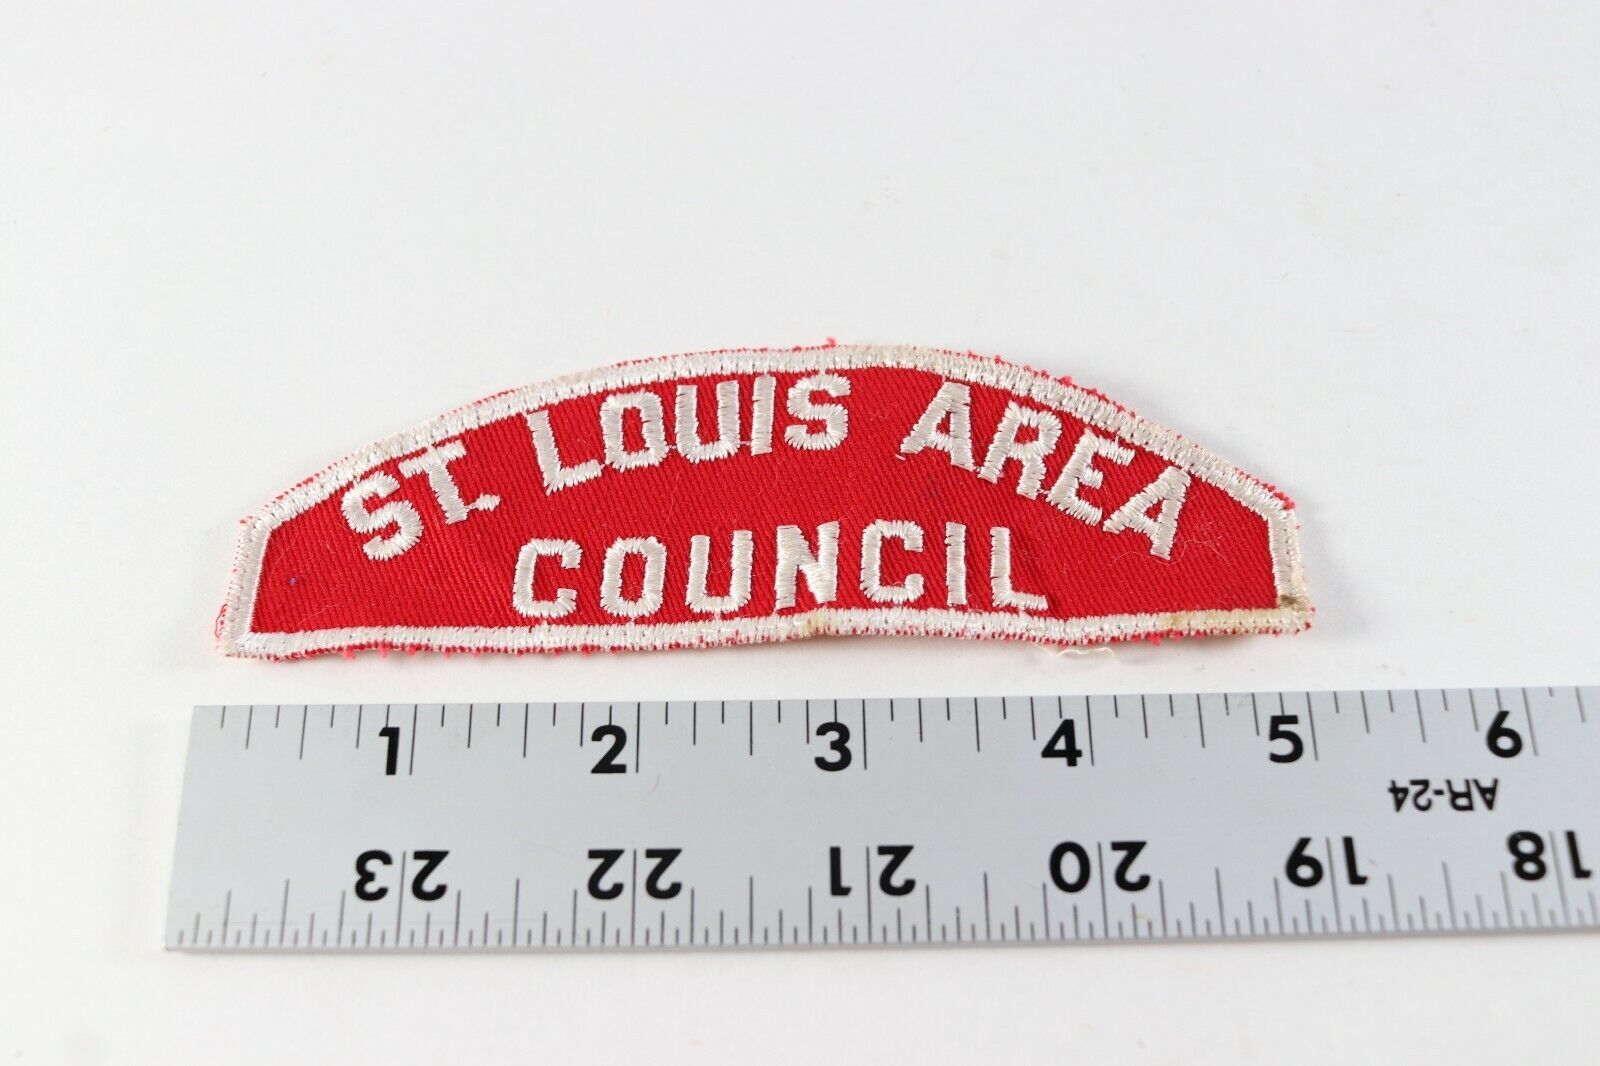 ST. LOUIS AREA
COUNCIL
1 2 3 4 5 6
AR-24
23 22 21 20 19 18